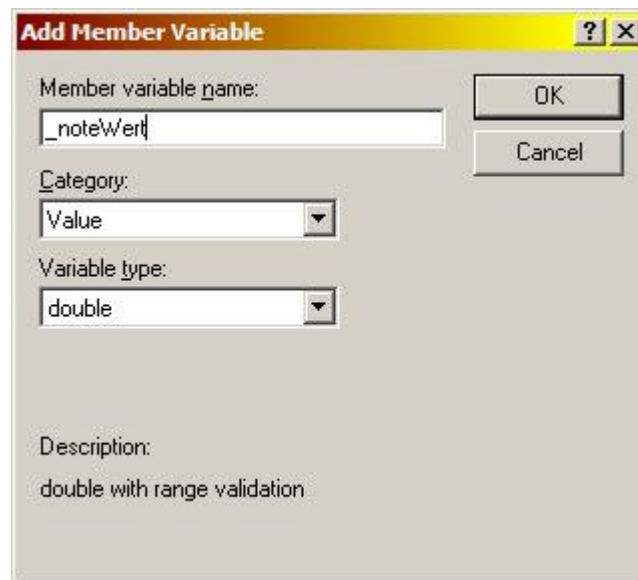 Add Member Variable
Member variable name:
OK
_noteWert
Cancel
Category:
Value
Variable type:
double
Description:
double with range validation